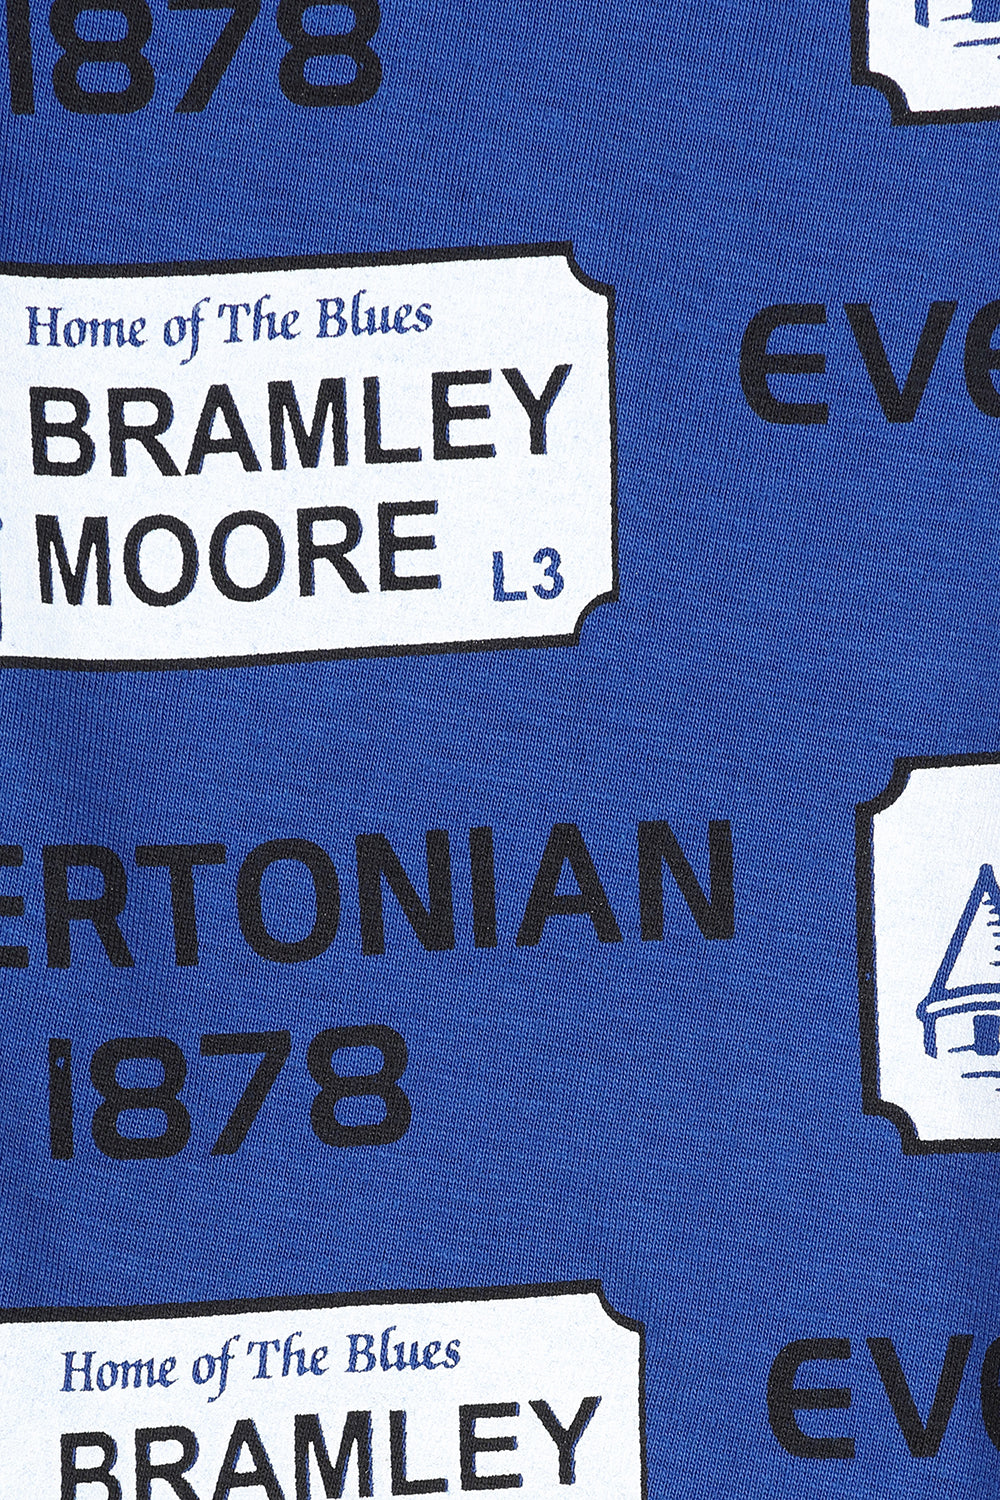 1878
Home of The Blues
BRAMLEY
MOORE L3
EVE
ERTONIAN
1878
Home of The Blues
BRAMLEY
EVE